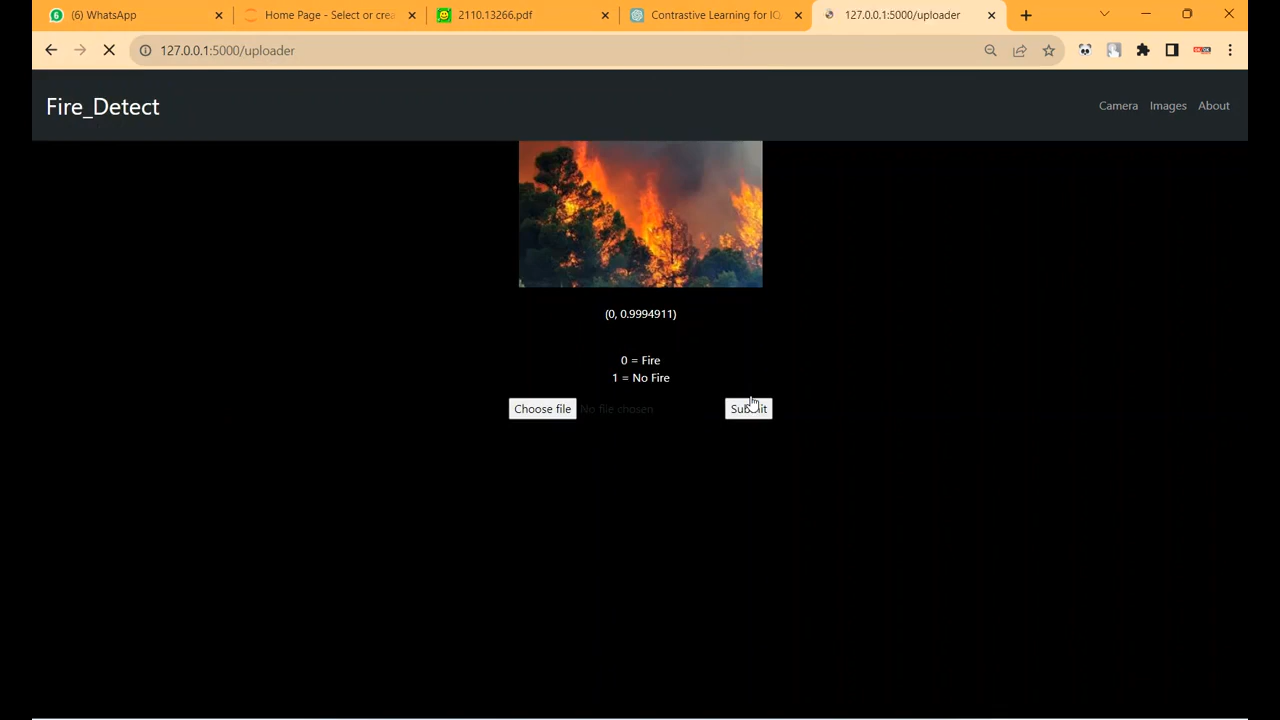 (6) WhatsApp
Home Page - Select or crea
2110.13266.pdf
Contrastive Learning for IQ
127.0.0.1:5000/uploader
127.0.0.1:5000/uploader
Fire_Detect
Camera Images About
(0, 0.9994911)
0 = Fire
1 = No Fire
Choose file No file chosen Submit